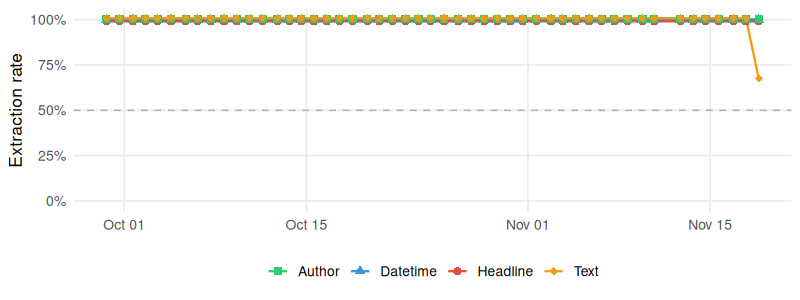 Extraction rate
100%
75%
50%
25%
0%
Oct 01 Oct 15 Nov 01 Nov 15
Author Datetime Headline Text